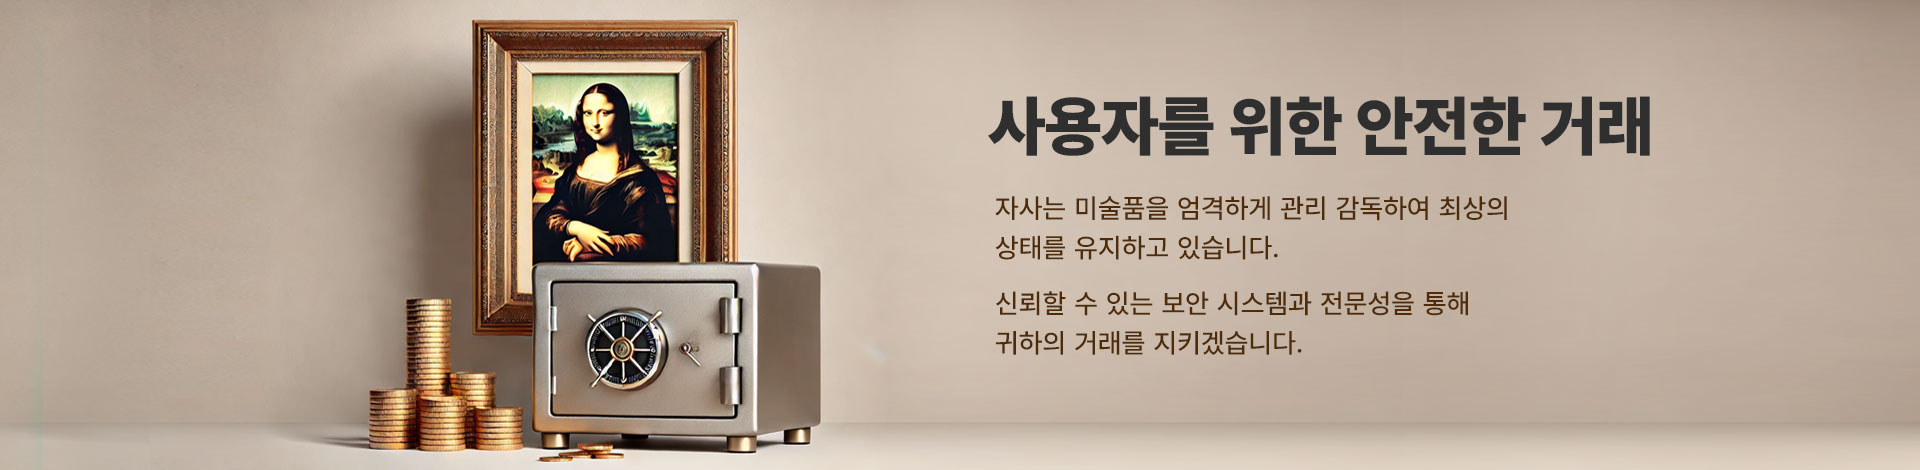 사용자를 위한 안전한 거래
자사는 미술품을 엄격하게 관리 감독하여 최상의
상태를 유지하고 있습니다.
신뢰할 수 있는 보안 시스템과 전문성을 통해
귀하의 거래를 지키겠습니다.